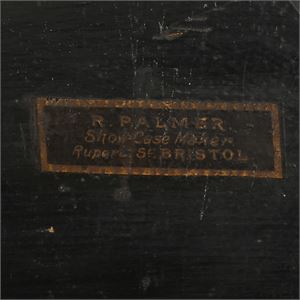 R. PALMER
Show Case Maker
Rupert St. BRISTOL